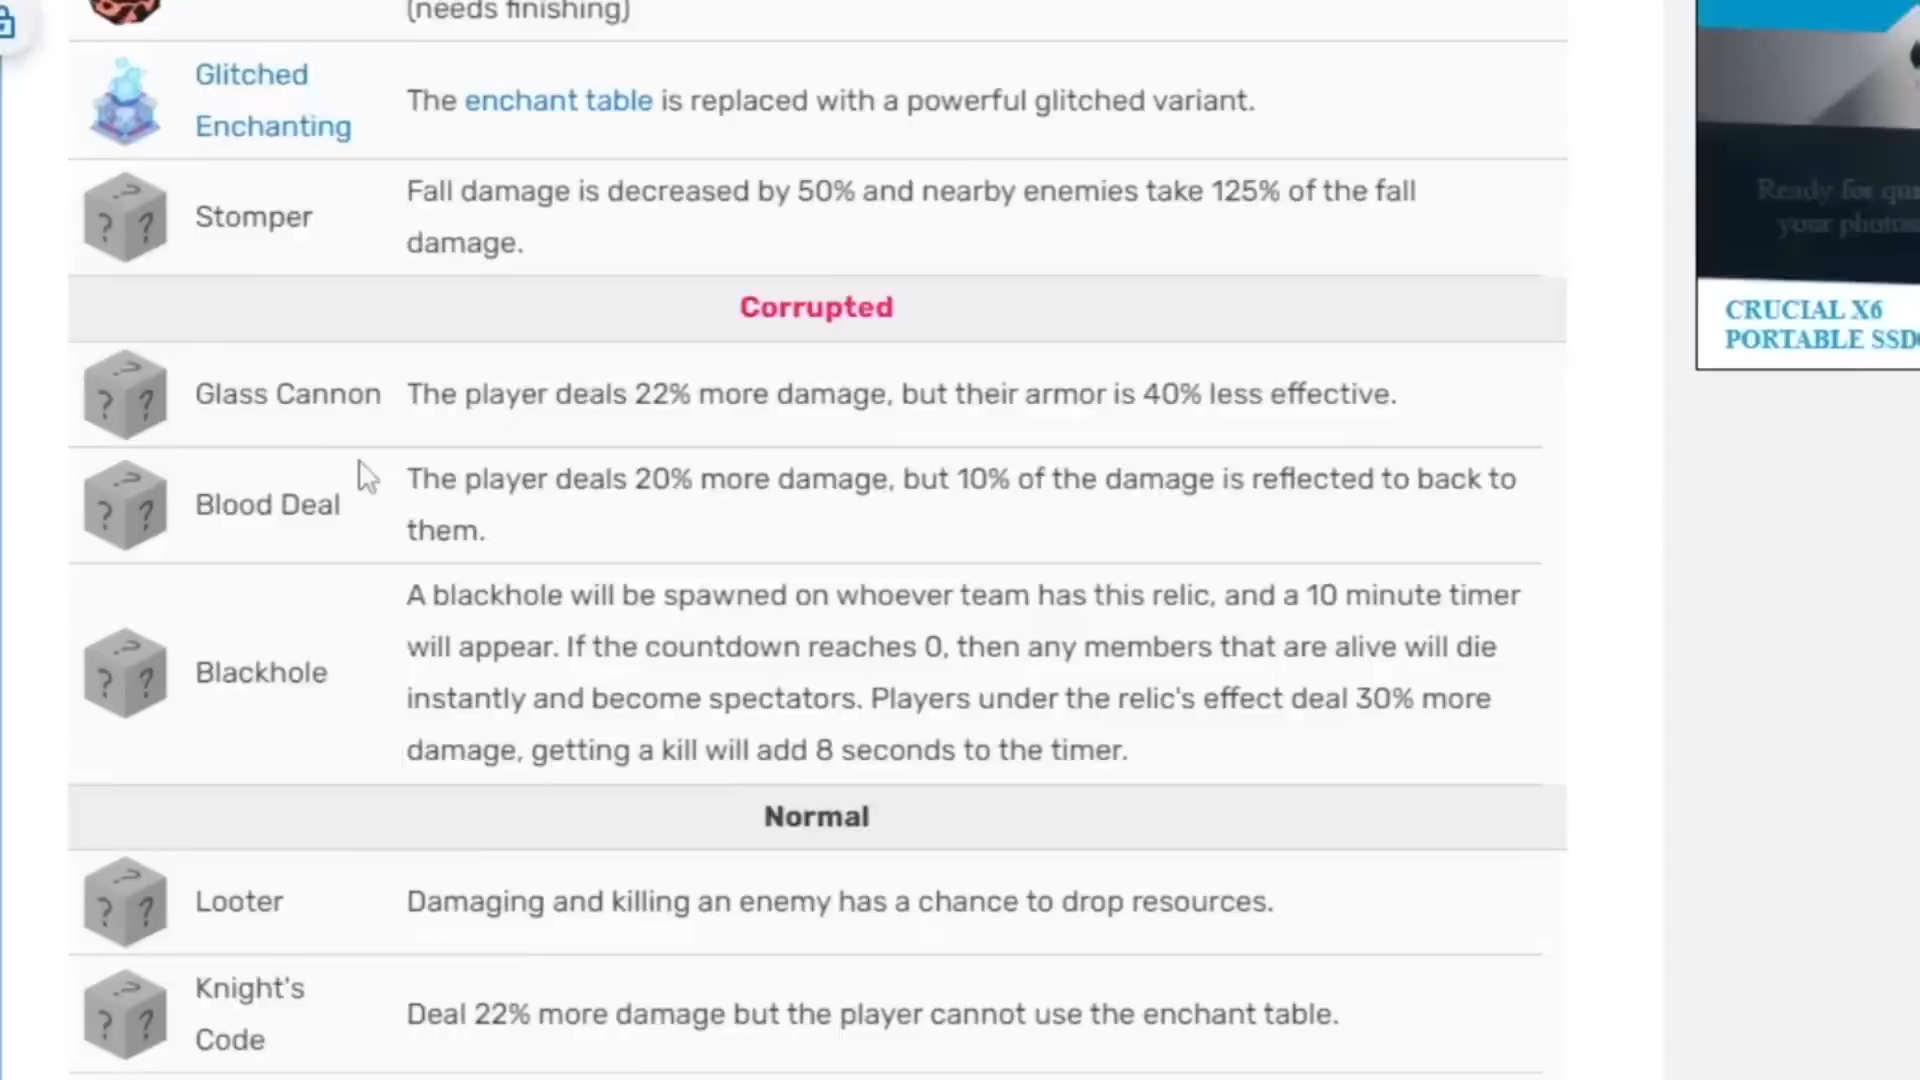 (needs finishing)
Glitched
Enchanting
The enchant table is replaced with a powerful glitched variant.
Stomper
Fall damage is decreased by 50% and nearby enemies take 125% of the fall
damage.
Corrupted
Glass Cannon
The player deals 22% more damage, but their armor is 40% less effective.
Blood Deal
The player deals 20% more damage, but 10% of the damage is reflected to back to
them.
Blackhole
A blackhole will be spawned on whoever team has this relic, and a 10 minute timer
will appear. If the countdown reaches 0, then any members that are alive will die
instantly and become spectators. Players under the relic's effect deal 30% more
damage, getting a kill will add 8 seconds to the timer.
Normal
Looter
Damaging and killing an enemy has a chance to drop resources.
Knight's
Code
Deal 22% more damage but the player cannot use the enchant table.
Ready for
your
CRUCIAL X6
PORTABLE SSD